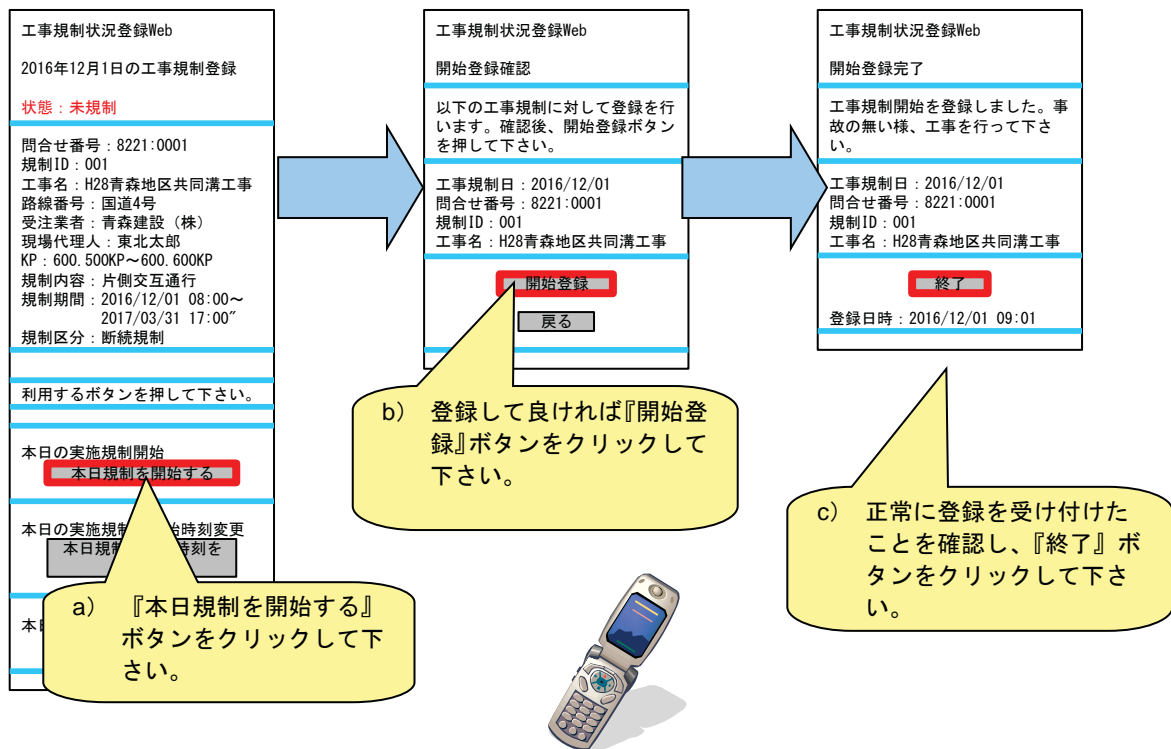 工事規制状況登録Web
2016年12月1日の工事規制登録
状態：未規制
問合せ番号：8221:0001
規制ID：001
工事名：H28青森地区共同溝工事
路線番号：国道4号
受注業者：青森建設（株）
現場代理人：東北太郎
KP：600.500KP～600.600KP
規制内容：片側交互通行
規制期間：2016/12/01 08:00～
2017/03/31 17:00″
規制区分：断続規制
利用するボタンを押して下さい。
本日の実施規制開始
本日規制を開始する
本日の実施規制 始時刻変更
本日規 時刻を
本
a） 『本日規制を開始する』
ボタンをクリックして下
さい。
工事規制状況登録Web
開始登録確認
以下の工事規制に対して登録を行
います。確認後、開始登録ボタン
を押して下さい。
工事規制日：2016/12/01
問合せ番号：8221:0001
規制ID：001
工事名：H28青森地区共同溝工事
開始登録
戻る
b） 登録して良ければ『開始登
録』ボタンをクリックして
下さい。
工事規制状況登録Web
開始登録完了
工事規制開始を登録しました。事
故の無い様、工事を行って下さ
い。
工事規制日：2016/12/01
問合せ番号：8221:0001
規制ID：001
工事名：H28青森地区共同溝工事
終了
登録日時：2016/12/01 09:01
c） 正常に登録を受け付けた
ことを確認し、『終了』ボ
タンをクリックして下さ
い。